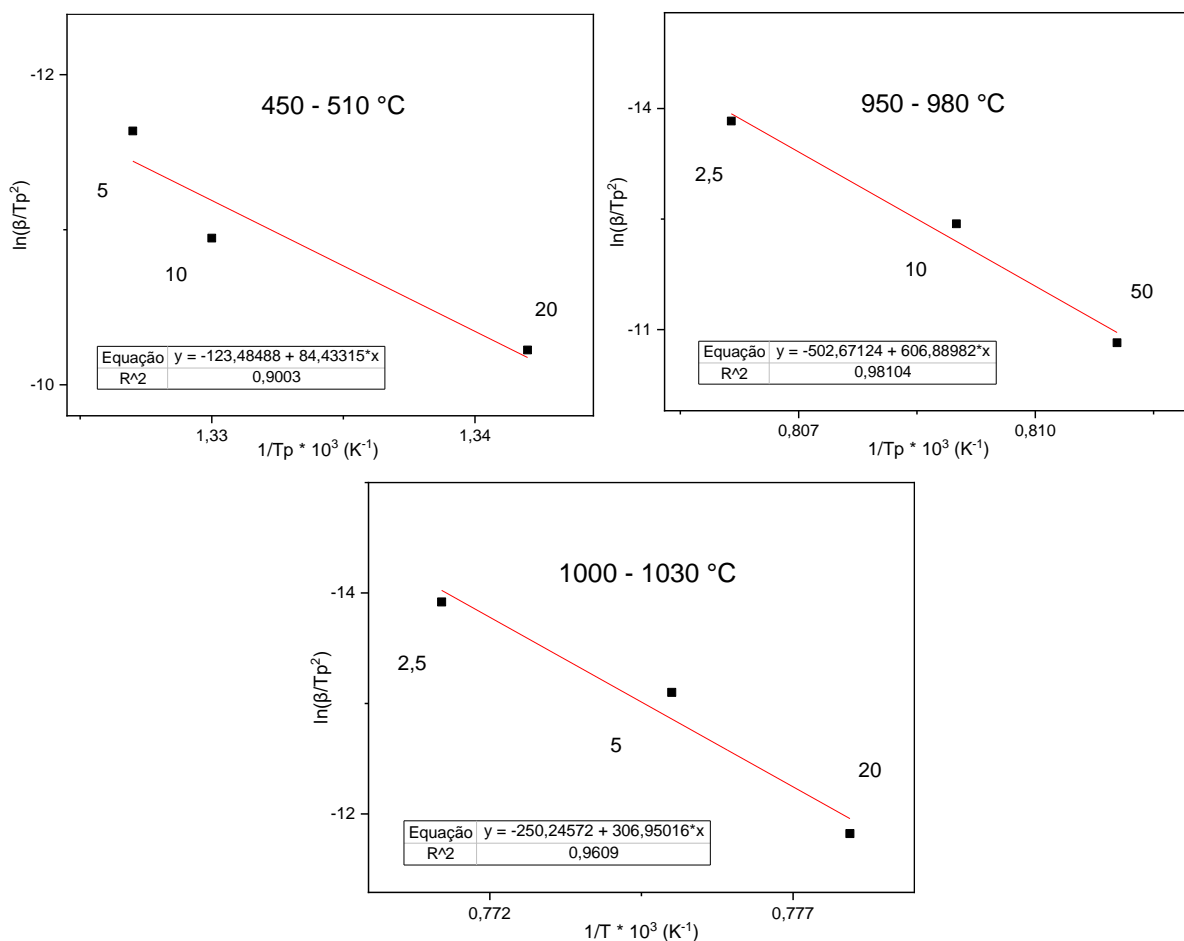 450 - 510 °C
-12
-10
ln(β/Tp²)
5
10
20
Equação y = -123,48488 + 84,43315*x
R^2 0,9003
1,33 1,34
1/Tp * 10³ (K⁻¹)
950 - 980 °C
-14
-11
ln(β/Tp²)
2,5
10
50
Equação y = -502,67124 + 606,88982*x
R^2 0,98104
0,807 0,810
1/Tp * 10³ (K⁻¹)
1000 - 1030 °C
-14
-12
ln(β/Tp²)
2,5
5
20
Equação y = -250,24572 + 306,95016*x
R^2 0,9609
0,772 0,777
1/T * 10³ (K⁻¹)